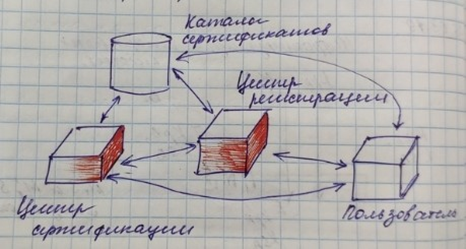 Каталог
сертификатов
Центр
регистрации
Центр
сертификации
Пользователь